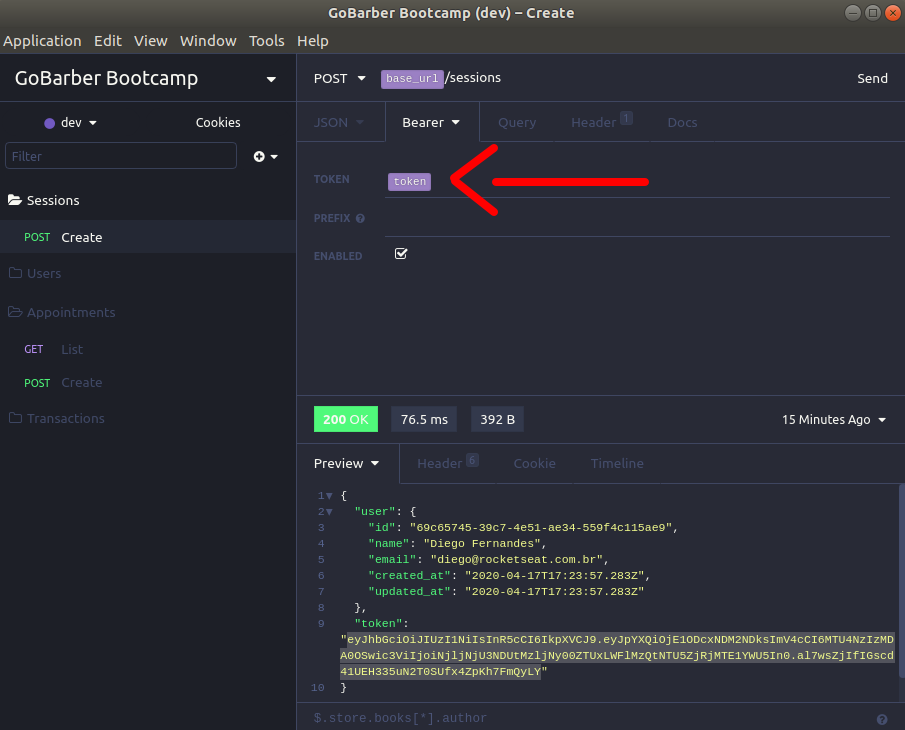 GoBarber Bootcamp (dev) – Create
Application Edit View Window Tools Help
GoBarber Bootcamp
dev
Cookies
Filter
Sessions
POST Create
Users
Appointments
GET List
POST Create
Transactions
POST base_url/sessions Send
JSON Bearer Query Header 1 Docs
TOKEN token
PREFIX
ENABLED
200 OK 76.5 ms 392 B 15 Minutes Ago
Preview Header 6 Cookie Timeline
1 {
2 "user": {
3 "id": "69c65745-39c7-4e51-ae34-559f4c115ae9",
4 "name": "Diego Fernandes",
5 "email": "diego@rocketseat.com.br",
6 "created_at": "2020-04-17T17:23:57.283Z",
7 "updated_at": "2020-04-17T17:23:57.283Z"
8 },
9 "token":
"eyJhbGciOiJIUzI1NiIsInR5cCI6IkpXVCJ9.eyJpYXQiOjE1ODcxNDM2NDksImV4cCI6MTU4NzIzMD
A0OSwic3ViIjoiNjljNjU3NDUtMzljNy00ZTUxLWFlMzQtNTU5ZjRjMTE1YWU5In0.al7wsZjIfIGscd
41UEH335uN2T0SUfx4ZpKh7FmQyLY"
10 }
$.store.books[*].author